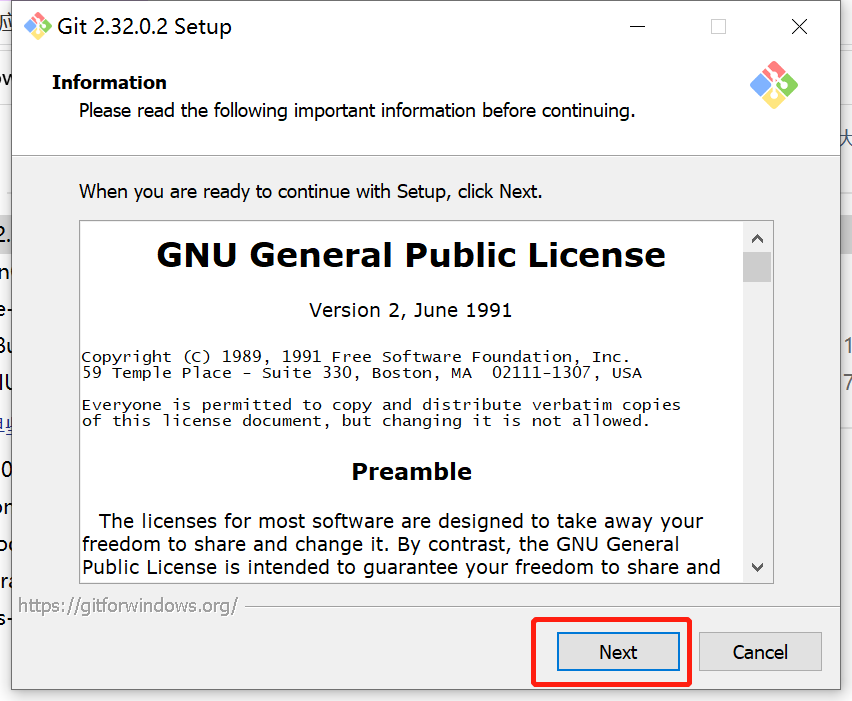 Git 2.32.0.2 Setup
Information
Please read the following important information before continuing.
When you are ready to continue with Setup, click Next.
GNU General Public License
Version 2, June 1991
Copyright (C) 1989, 1991 Free Software Foundation, Inc.
59 Temple Place - Suite 330, Boston, MA  02111-1307, USA
Everyone is permitted to copy and distribute verbatim copies
of this license document, but changing it is not allowed.
Preamble
The licenses for most software are designed to take away your
freedom to share and change it. By contrast, the GNU General
Public License is intended to guarantee your freedom to share and
https://gitforwindows.org/
Next
Cancel